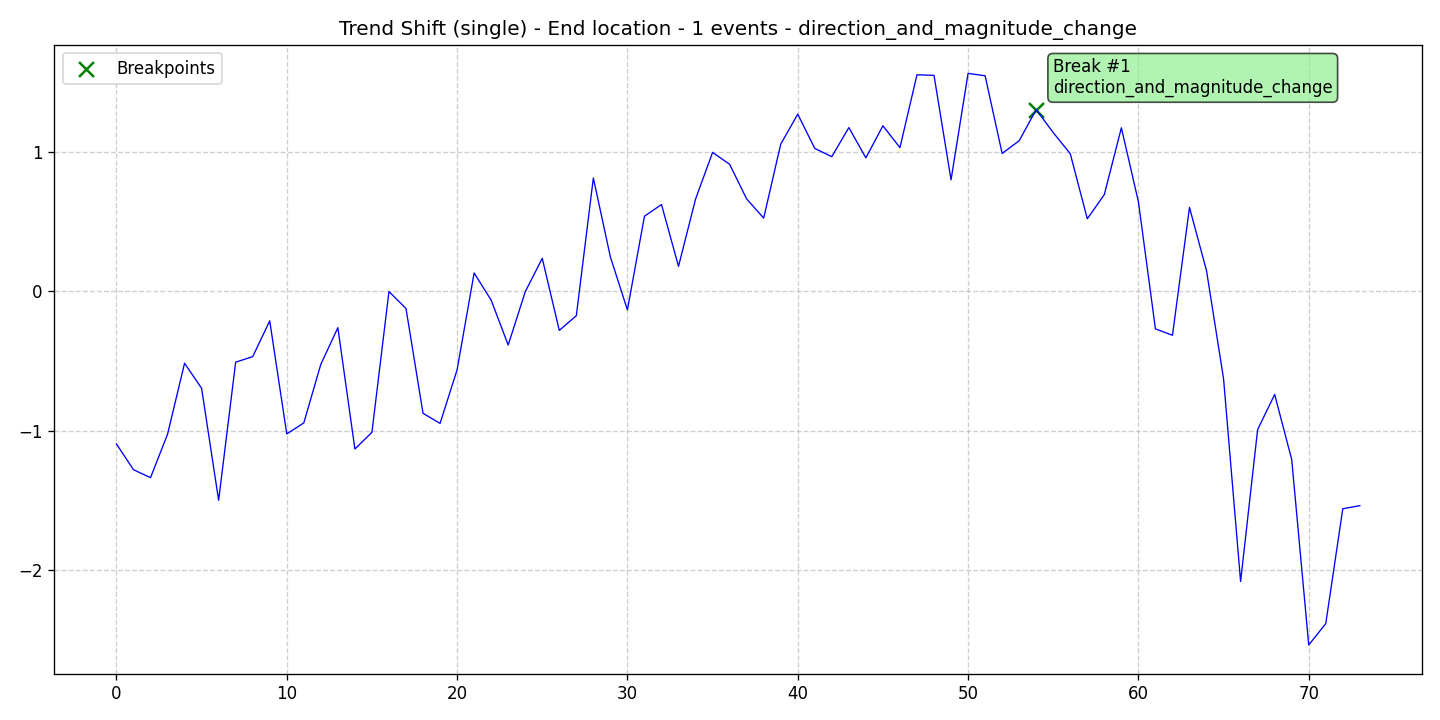 Trend Shift (single) - End location - 1 events - direction_and_magnitude_change
Breakpoints
Break #1
direction_and_magnitude_change
1
0
−1
−2
0 10 20 30 40 50 60 70